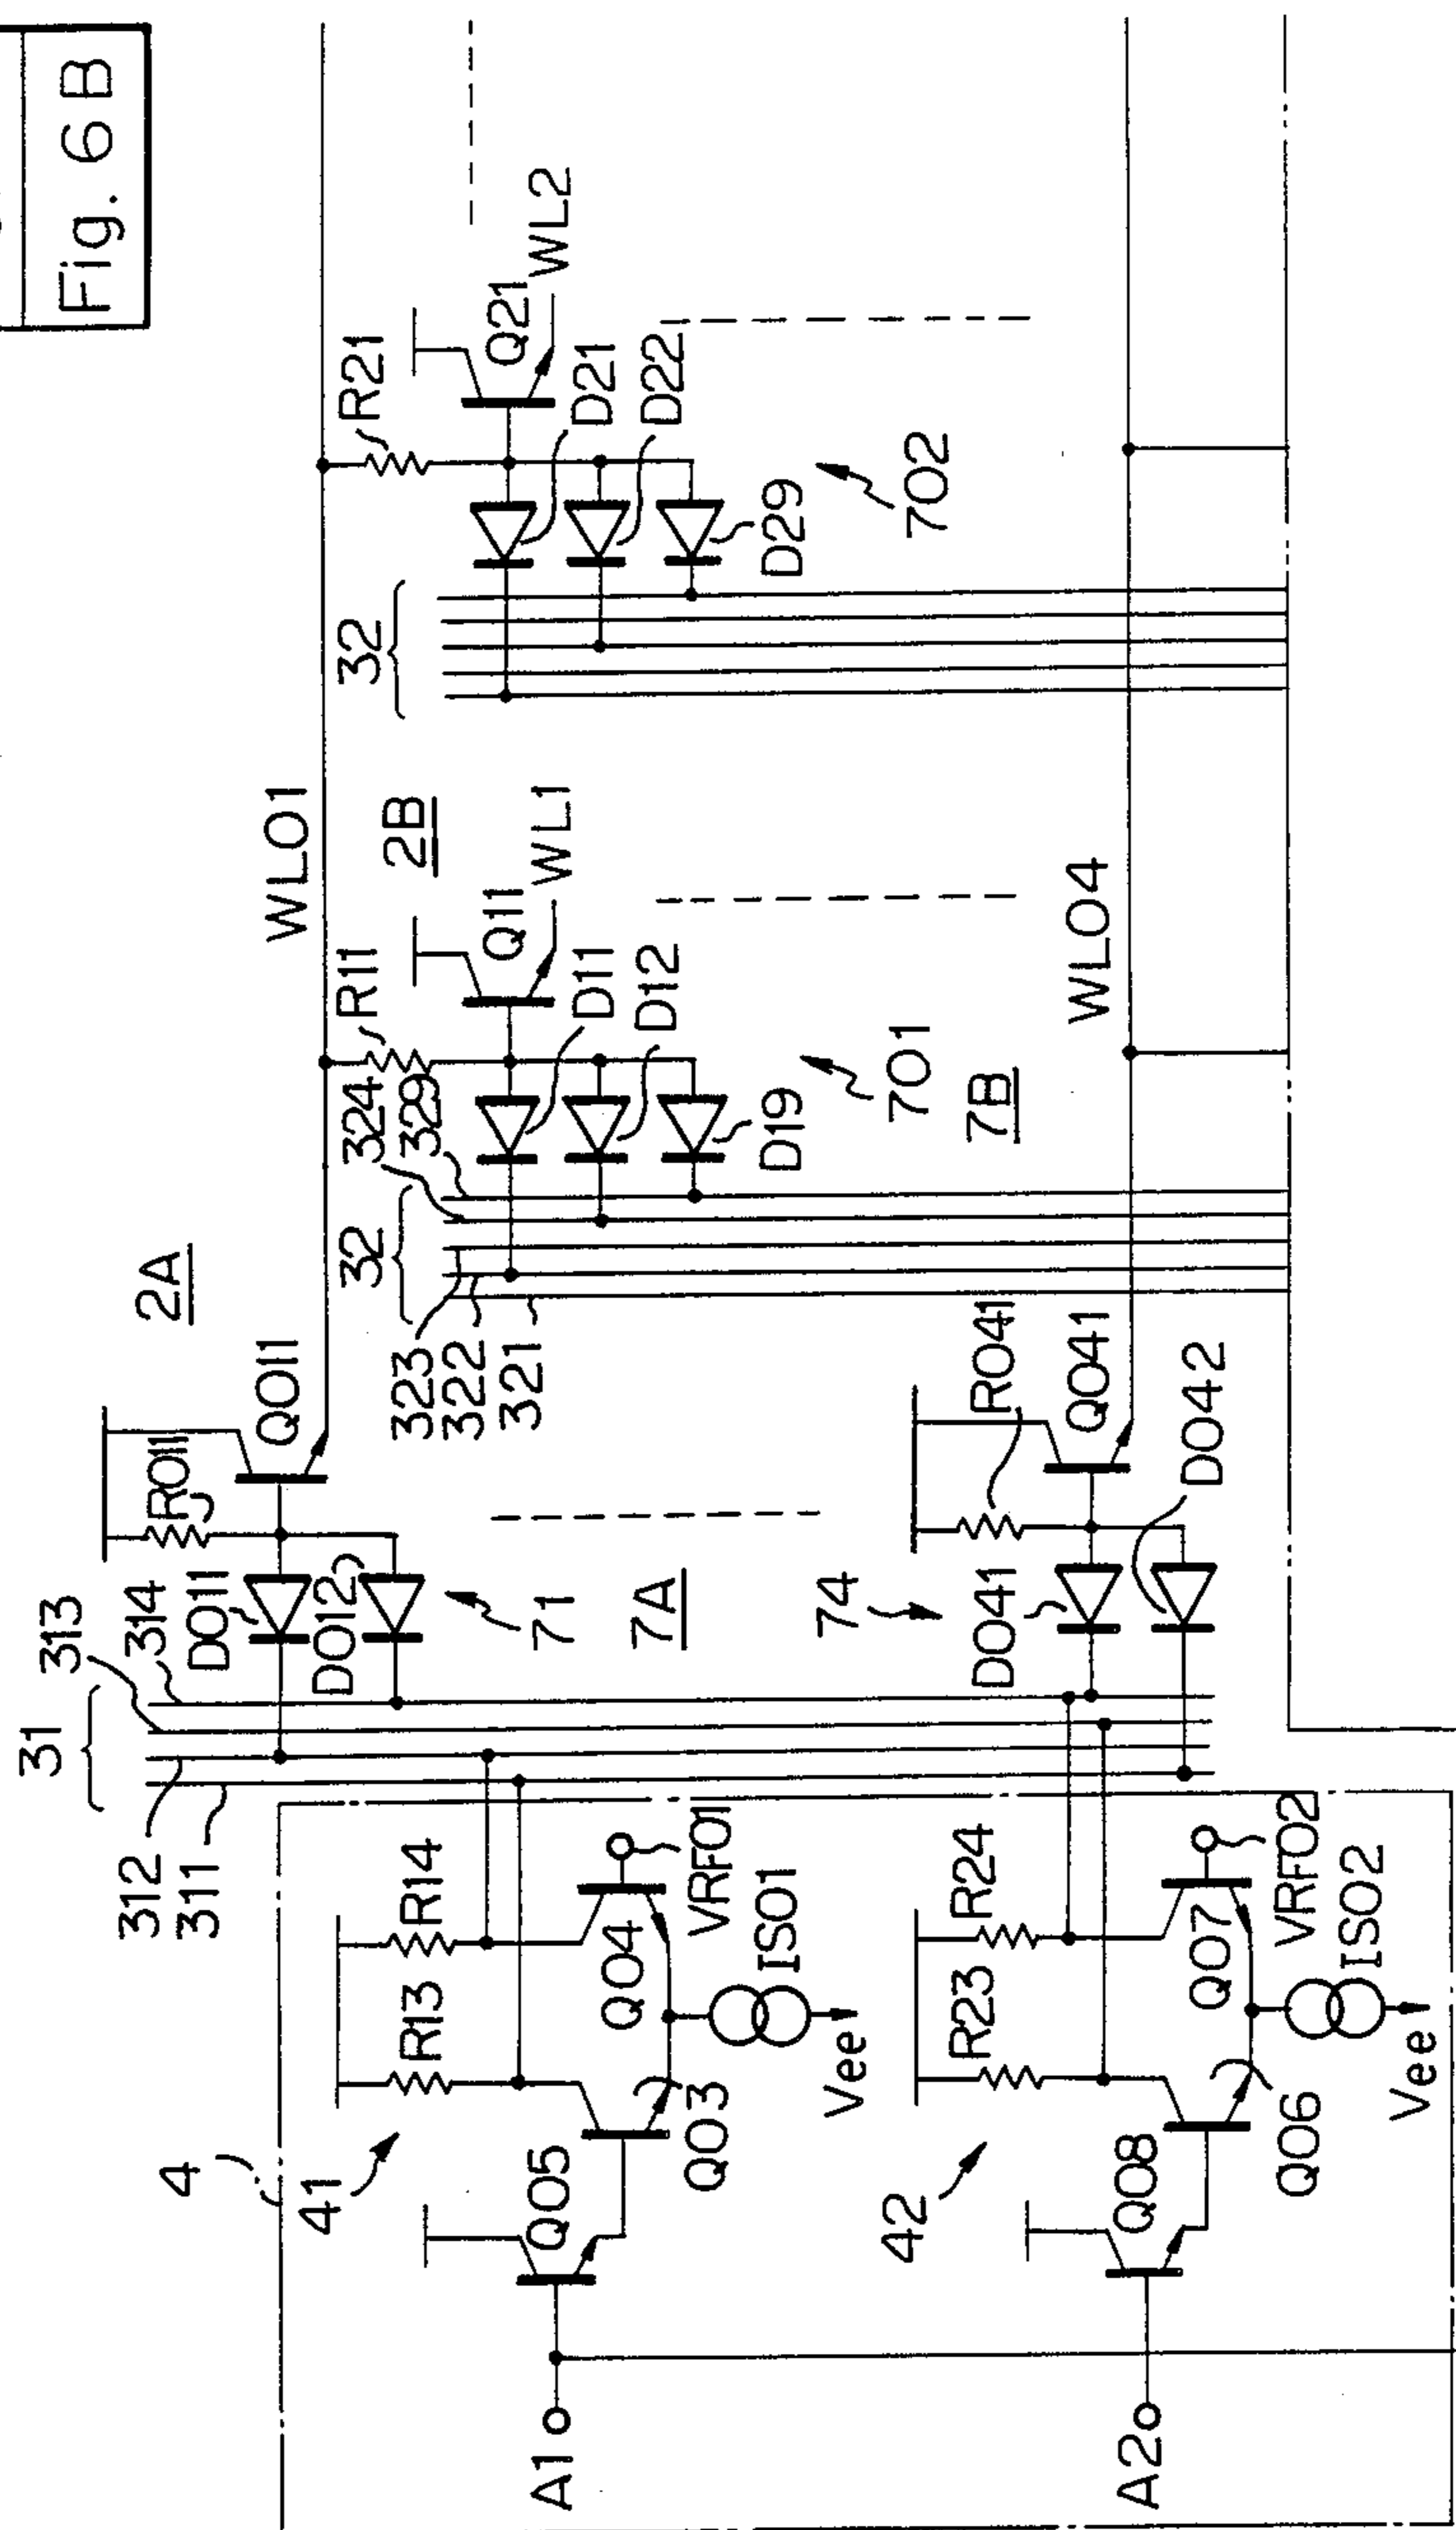 Fig. 6 B
2A
WL01
R011
Q011
313
314
31
D011
D012
71
7A
312
311
32
324
329
323
322
321
R11
2B
Q11
WL1
D11
D12
D19
701
7B
32
R21
Q21
WL2
D21
D22
D29
702
WL04
R041
Q041
D042
D041
74
4
41
R13
R14
Q05
Q04
Q03
VRF01
IS01
Vee
A1
42
R23
R24
Q08
Q07
Q06
VRF02
IS02
Vee
A2